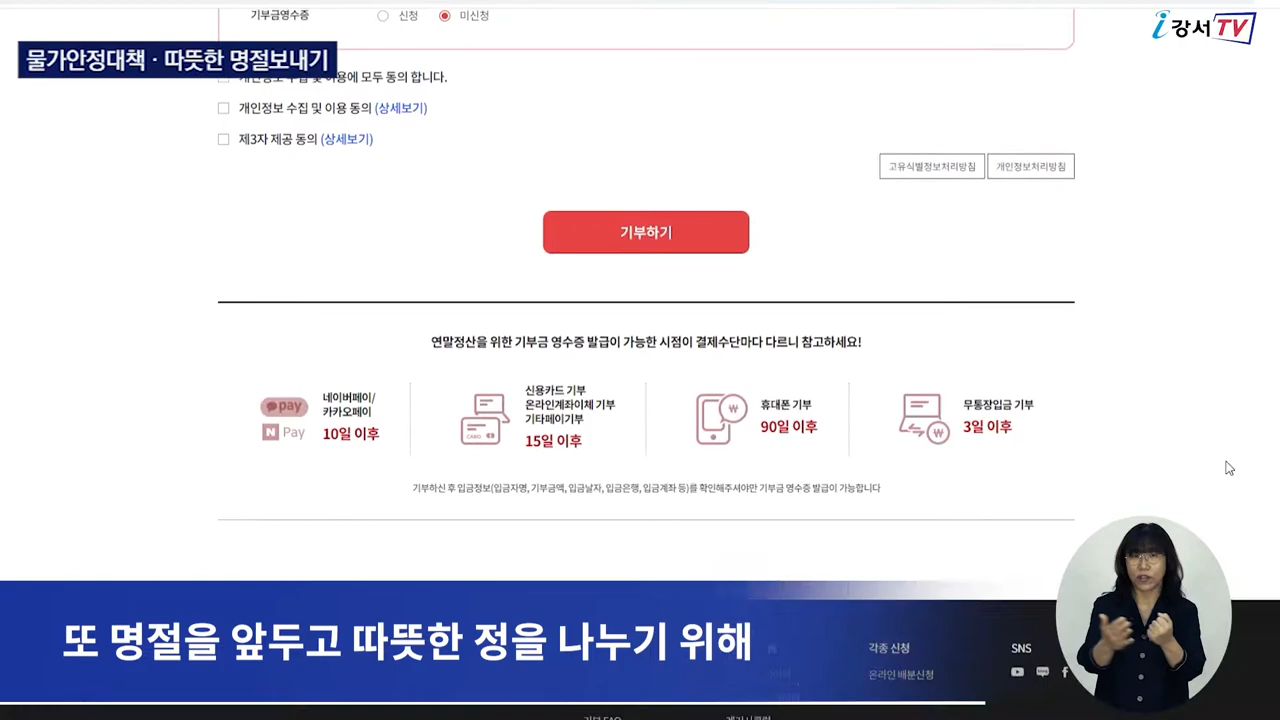 기부금영수증 신청 미신청
i강서TV
물가안정대책 · 따뜻한 명절보내기
이용에 모두 동의 합니다.
개인정보 수집 및 이용 동의 (상세보기)
제3자 제공 동의 (상세보기)
고유식별정보처리방침 개인정보처리방침
기부하기
연말정산을 위한 기부금 영수증 발급이 가능한 시점이 결제수단마다 다르니 참고하세요!
pay
N Pay
네이버페이/
카카오페이
10일 이후
CARD
신용카드 기부
온라인계좌이체 기부
기타페이기부
15일 이후
₩
휴대폰 기부
90일 이후
₩
무통장입금 기부
3일 이후
기부하신 후 입금정보(입금자명, 기부금액, 입금날자, 입금은행, 입금계좌 등)를 확인해주셔야만 기부금 영수증 발급이 가능합니다
또 명절을 앞두고 따뜻한 정을 나누기 위해
각종 신청
온라인 배분신청
SNS